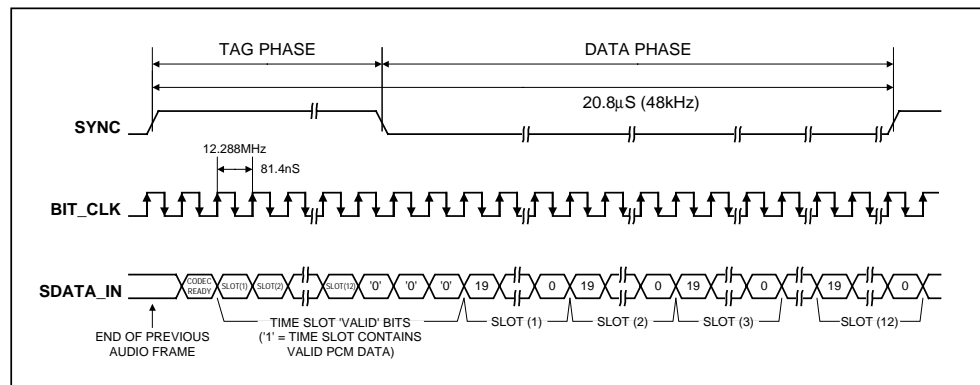 TAG PHASE
DATA PHASE
20.8µS (48kHz)
SYNC
12.288MHz
81.4nS
BIT_CLK
SDATA_IN
CODEC
READY
SLOT(1)
SLOT(2)
SLOT(12)
'0'
'0'
'0'
19
0
19
0
19
0
19
0
END OF PREVIOUS
AUDIO FRAME
TIME SLOT 'VALID' BITS
('1' = TIME SLOT CONTAINS
VALID PCM DATA)
SLOT (1)
SLOT (2)
SLOT (3)
SLOT (12)